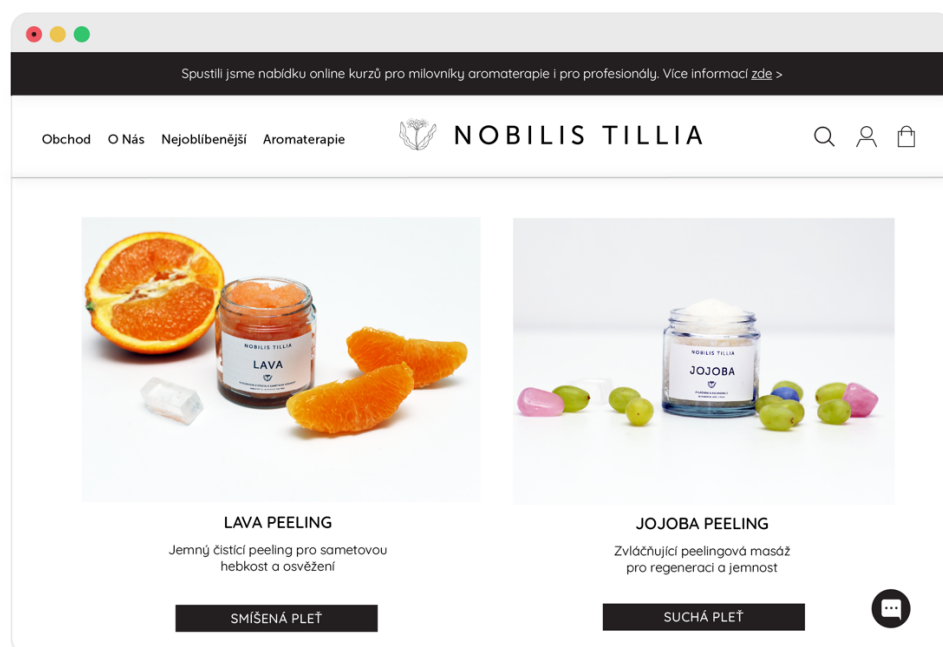 Spustili jsme nabídku online kurzů pro milovníky aromaterapie i pro profesionály. Více informací zde >
Obchod O Nás Nejoblíbenější Aromaterapie
NOBILIS TILLIA
NOBILIS TILLIA
LAVA
NOBILIS TILLIA
JOJOBA
LAVA PEELING
Jemný čistící peeling pro sametovou
hebkost a osvěžení
SMÍŠENÁ PLEŤ
JOJOBA PEELING
Zvláčňující peelingová masáž
pro regeneraci a jemnost
SUCHÁ PLEŤ